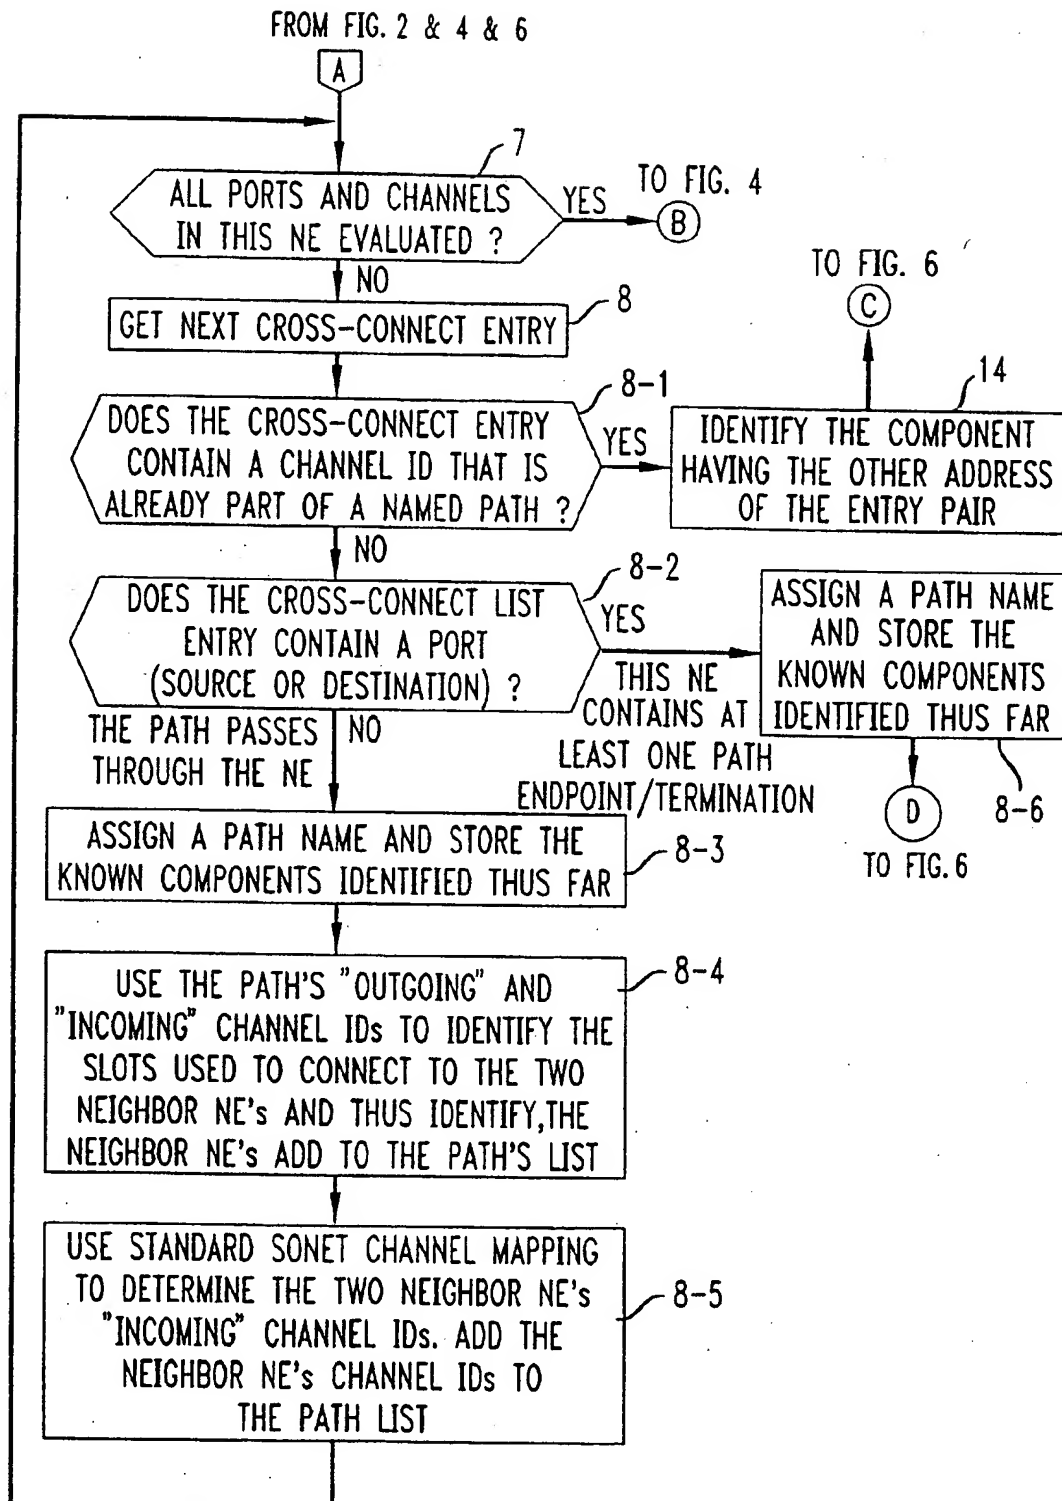 FROM FIG. 2 & 4 & 6
A
7
ALL PORTS AND CHANNELS
IN THIS NE EVALUATED ?
YES
TO FIG. 4
B
NO
8
GET NEXT CROSS-CONNECT ENTRY
TO FIG. 6
C
8-1
DOES THE CROSS-CONNECT ENTRY
CONTAIN A CHANNEL ID THAT IS
ALREADY PART OF A NAMED PATH ?
YES
14
IDENTIFY THE COMPONENT
HAVING THE OTHER ADDRESS
OF THE ENTRY PAIR
NO
8-2
DOES THE CROSS-CONNECT LIST
ENTRY CONTAIN A PORT
(SOURCE OR DESTINATION) ?
YES
THIS NE
CONTAINS AT
LEAST ONE PATH
ENDPOINT/TERMINATION
ASSIGN A PATH NAME
AND STORE THE
KNOWN COMPONENTS
IDENTIFIED THUS FAR
8-6
D
TO FIG.6
THE PATH PASSES
THROUGH THE NE
NO
ASSIGN A PATH NAME AND STORE THE
KNOWN COMPONENTS IDENTIFIED THUS FAR
8-3
USE THE PATH'S "OUTGOING" AND
"INCOMING" CHANNEL IDs TO IDENTIFY THE
SLOTS USED TO CONNECT TO THE TWO
NEIGHBOR NE's AND THUS IDENTIFY,THE
NEIGHBOR NE's ADD TO THE PATH'S LIST
8-4
USE STANDARD SONET CHANNEL MAPPING
TO DETERMINE THE TWO NEIGHBOR NE's
"INCOMING" CHANNEL IDs. ADD THE
NEIGHBOR NE's CHANNEL IDs TO
THE PATH LIST
8-5